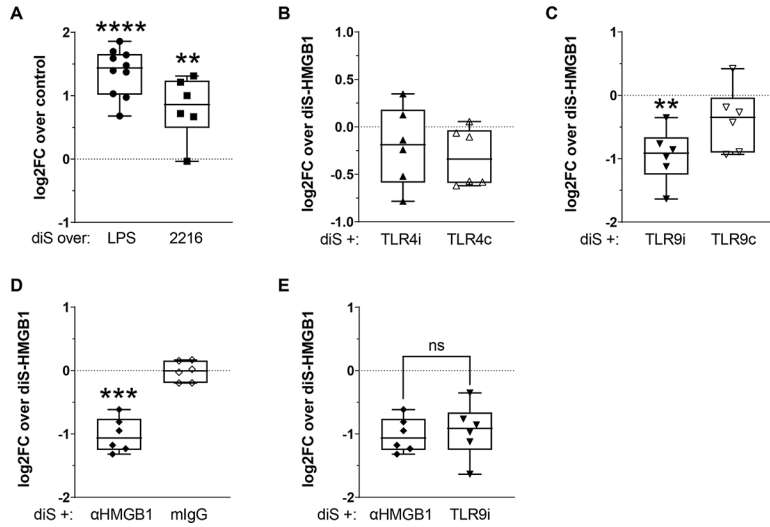 A
log2FC over control
2
1
0
-1
****
**
diS over: LPS 2216
B
log2FC over diS-HMGB1
1.0
0.5
0.0
-0.5
-1.0
diS +: TLR4i TLR4c
C
log2FC over diS-HMGB1
1
0
-1
-2
**
diS +: TLR9i TLR9c
D
log2FC over diS-HMGB1
1
0
-1
-2
***
diS +: αHMGB1 mIgG
E
log2FC over diS-HMGB1
1
0
-1
-2
ns
diS +: αHMGB1 TLR9i